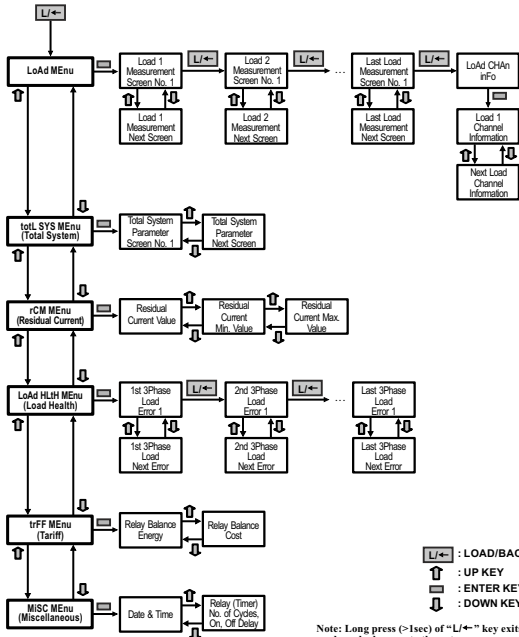 L/←
LoAd MEnu
Load 1
Measurement
Screen No. 1
L/←
Load 2
Measurement
Screen No. 1
L/←
...
Last Load
Measurement
Screen No. 1
L/←
LoAd CHAn
inFo
Load 1
Measurement
Next Screen
Load 2
Measurement
Next Screen
Last Load
Measurement
Next Screen
Load 1
Channel
Information
Next Load
Channel
Information
totL SYS MEnu
(Total System)
Total System
Parameter
Screen No. 1
Total System
Parameter
Next Screen
rCM MEnu
(Residual Current)
Residual
Current Value
Residual
Current
Min. Value
Residual
Current Max.
Value
LoAd HLtH MEnu
(Load Health)
1st 3Phase
Load
Error 1
L/←
2nd 3Phase
Load
Error 1
L/←
...
Last 3Phase
Load
Error 1
1st 3Phase
Load
Next Error
2nd 3Phase
Load
Next Error
Last 3Phase
Load
Next Error
trFF MEnu
(Tariff)
Relay Balance
Energy
Relay Balance
Cost
MiSC MEnu
(Miscellaneous)
Date & Time
Relay (Timer)
No. of Cycles,
On, Off Delay
L/← : LOAD/BAC
: UP KEY
: ENTER KE
: DOWN KEY
Note: Long press (>1sec) of “L/←” key exit